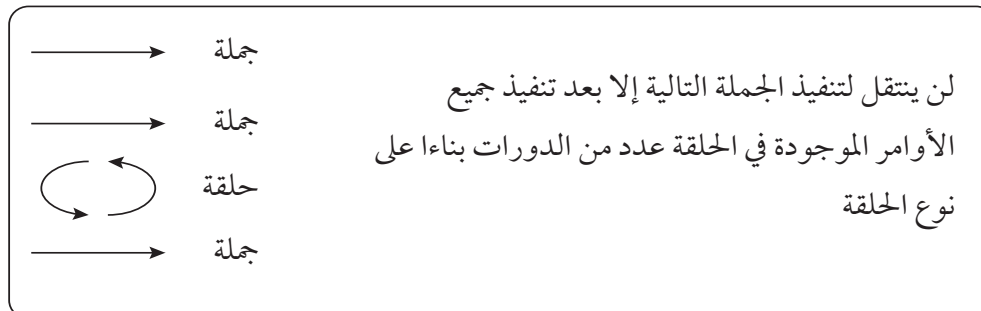 لن ينتقل لتنفيذ الجملة التالية إلا بعد تنفيذ جميع
الأوامر الموجودة في الحلقة عدد من الدورات بناءا على
نوع الحلقة
جملة
جملة
حلقة
جملة